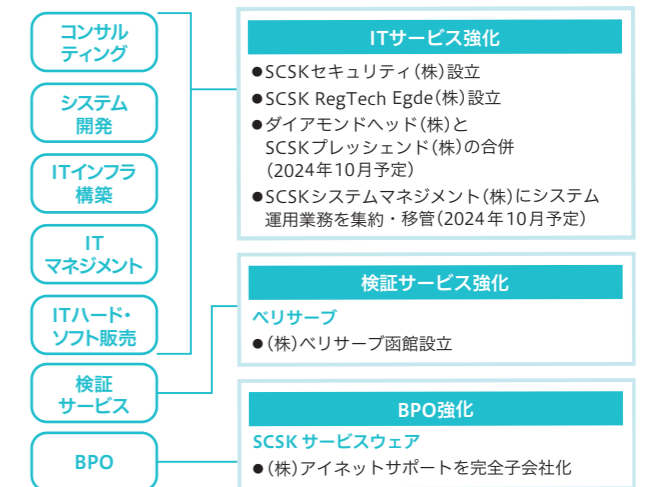 コンサル
ティング
システム
開発
ITインフラ
構築
IT
マネジメント
ITハード・
ソフト販売
検証
サービス
BPO
ITサービス強化
●SCSKセキュリティ(株)設立
●SCSK RegTech Egde(株)設立
●ダイアモンドヘッド(株)と
SCSKプレッシェンド(株)の合併
(2024年10月予定)
●SCSKシステムマネジメント(株)にシステム
運用業務を集約・移管(2024年10月予定)
検証サービス強化
ベリサーブ
●(株)ベリサーブ函館設立
BPO強化
SCSK サービスウェア
●(株)アイネットサポートを完全子会社化